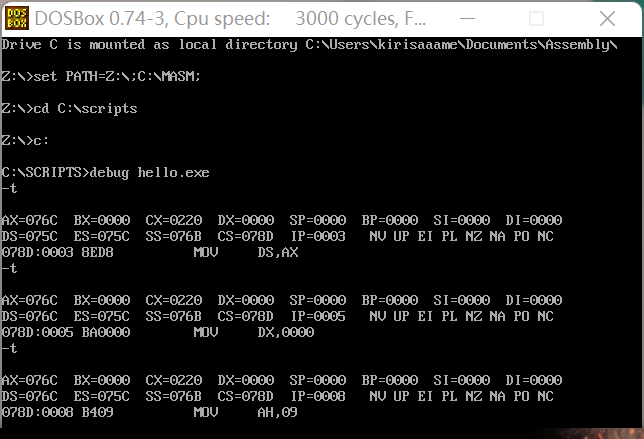 DOS BOX DOSBox 0.74-3, Cpu speed: 3000 cycles, F...
Drive C is mounted as local directory C:\Users\kirisaaame\Documents\Assembly\
Z:\>set PATH=Z:\;C:\MASM;
Z:\>cd C:\scripts
Z:\>c:
C:\SCRIPTS>debug hello.exe
-t
AX=076C BX=0000 CX=0220 DX=0000 SP=0000 BP=0000 SI=0000 DI=0000
DS=075C ES=075C SS=076B CS=078D IP=0003 NV UP EI PL NZ NA PO NC
078D:0003 8ED8 MOV DS,AX
-t
AX=076C BX=0000 CX=0220 DX=0000 SP=0000 BP=0000 SI=0000 DI=0000
DS=076C ES=075C SS=076B CS=078D IP=0005 NV UP EI PL NZ NA PO NC
078D:0005 BA0000 MOV DX,0000
-t
AX=076C BX=0000 CX=0220 DX=0000 SP=0000 BP=0000 SI=0000 DI=0000
DS=076C ES=075C SS=076B CS=078D IP=0008 NV UP EI PL NZ NA PO NC
078D:0008 B409 MOV AH,09